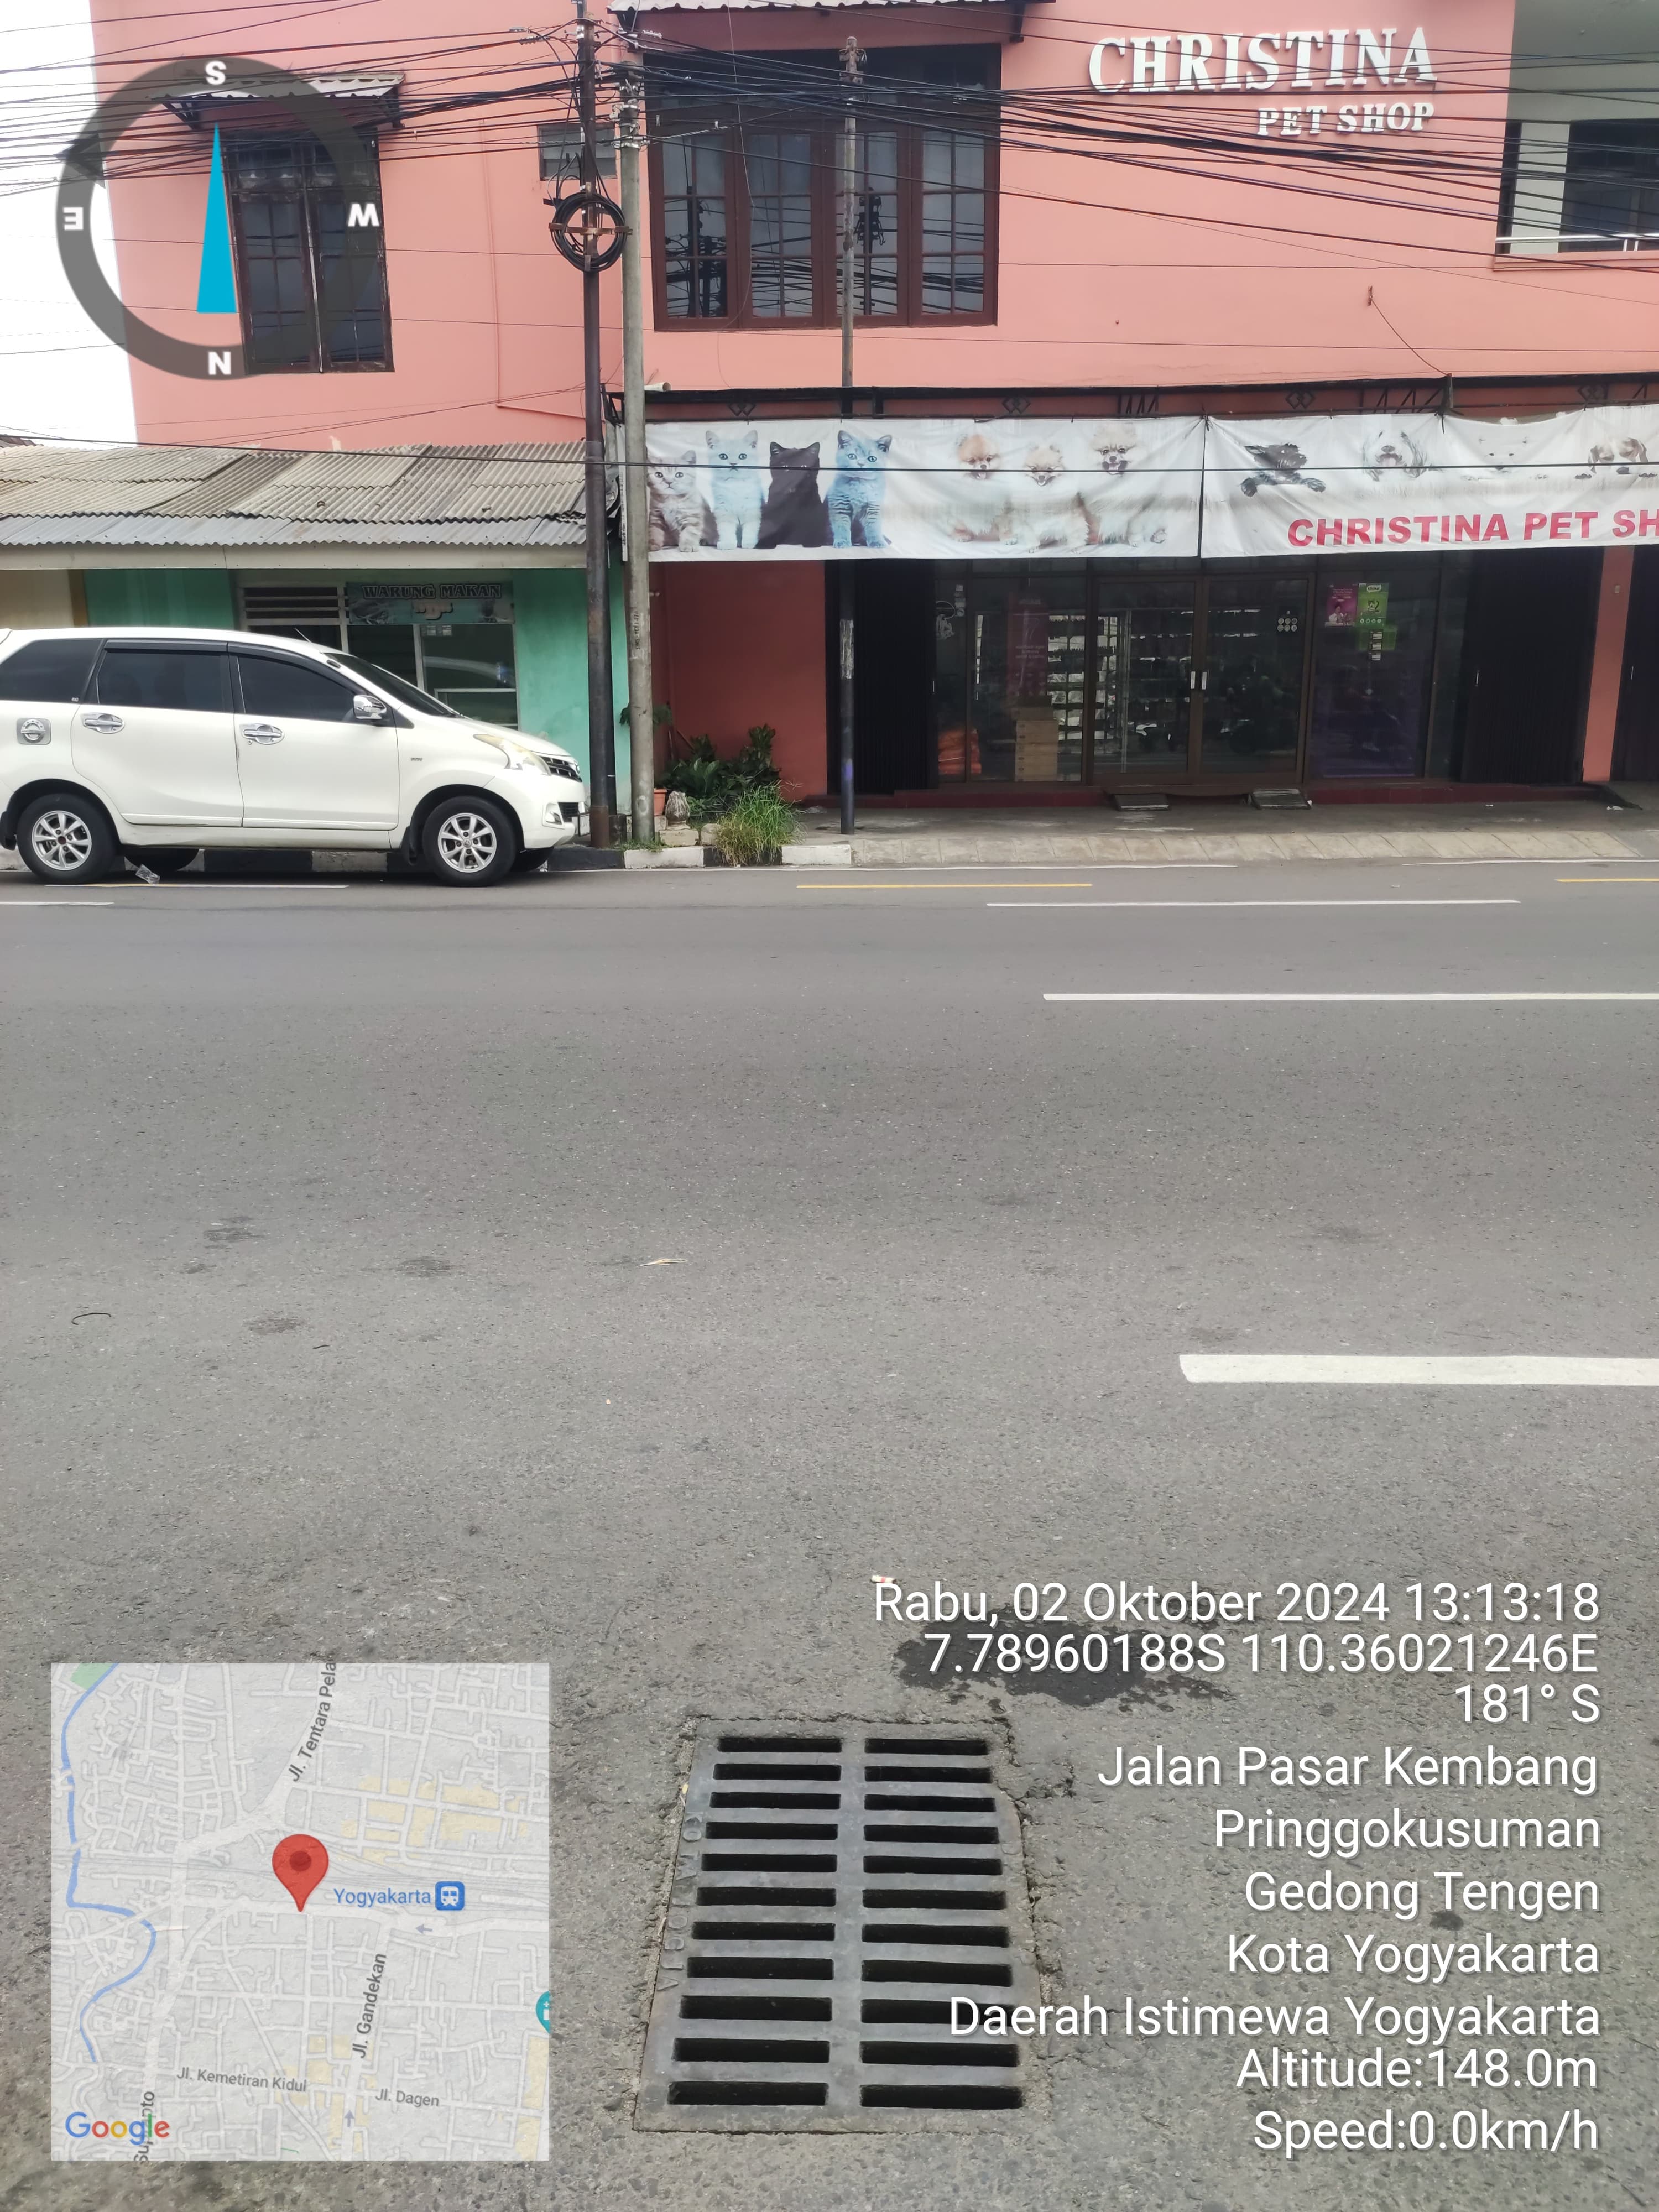 CHRISTINA
PET SHOP
S
E
W
N
CHRISTINA PET SH
WARUNG MAKAN
Rabu, 02 Oktober 2024 13:13:18
7.78960188S 110.36021246E
181° S
Jalan Pasar Kembang
Pringgokusuman
Gedong Tengen
Kota Yogyakarta
Daerah Istimewa Yogyakarta
Altitude:148.0m
Speed:0.0km/h
Jl. Tentara Pela
Yogyakarta
Jl. Gandekan
Jl. Kemetiran Kidul
Jl. Dagen
Google